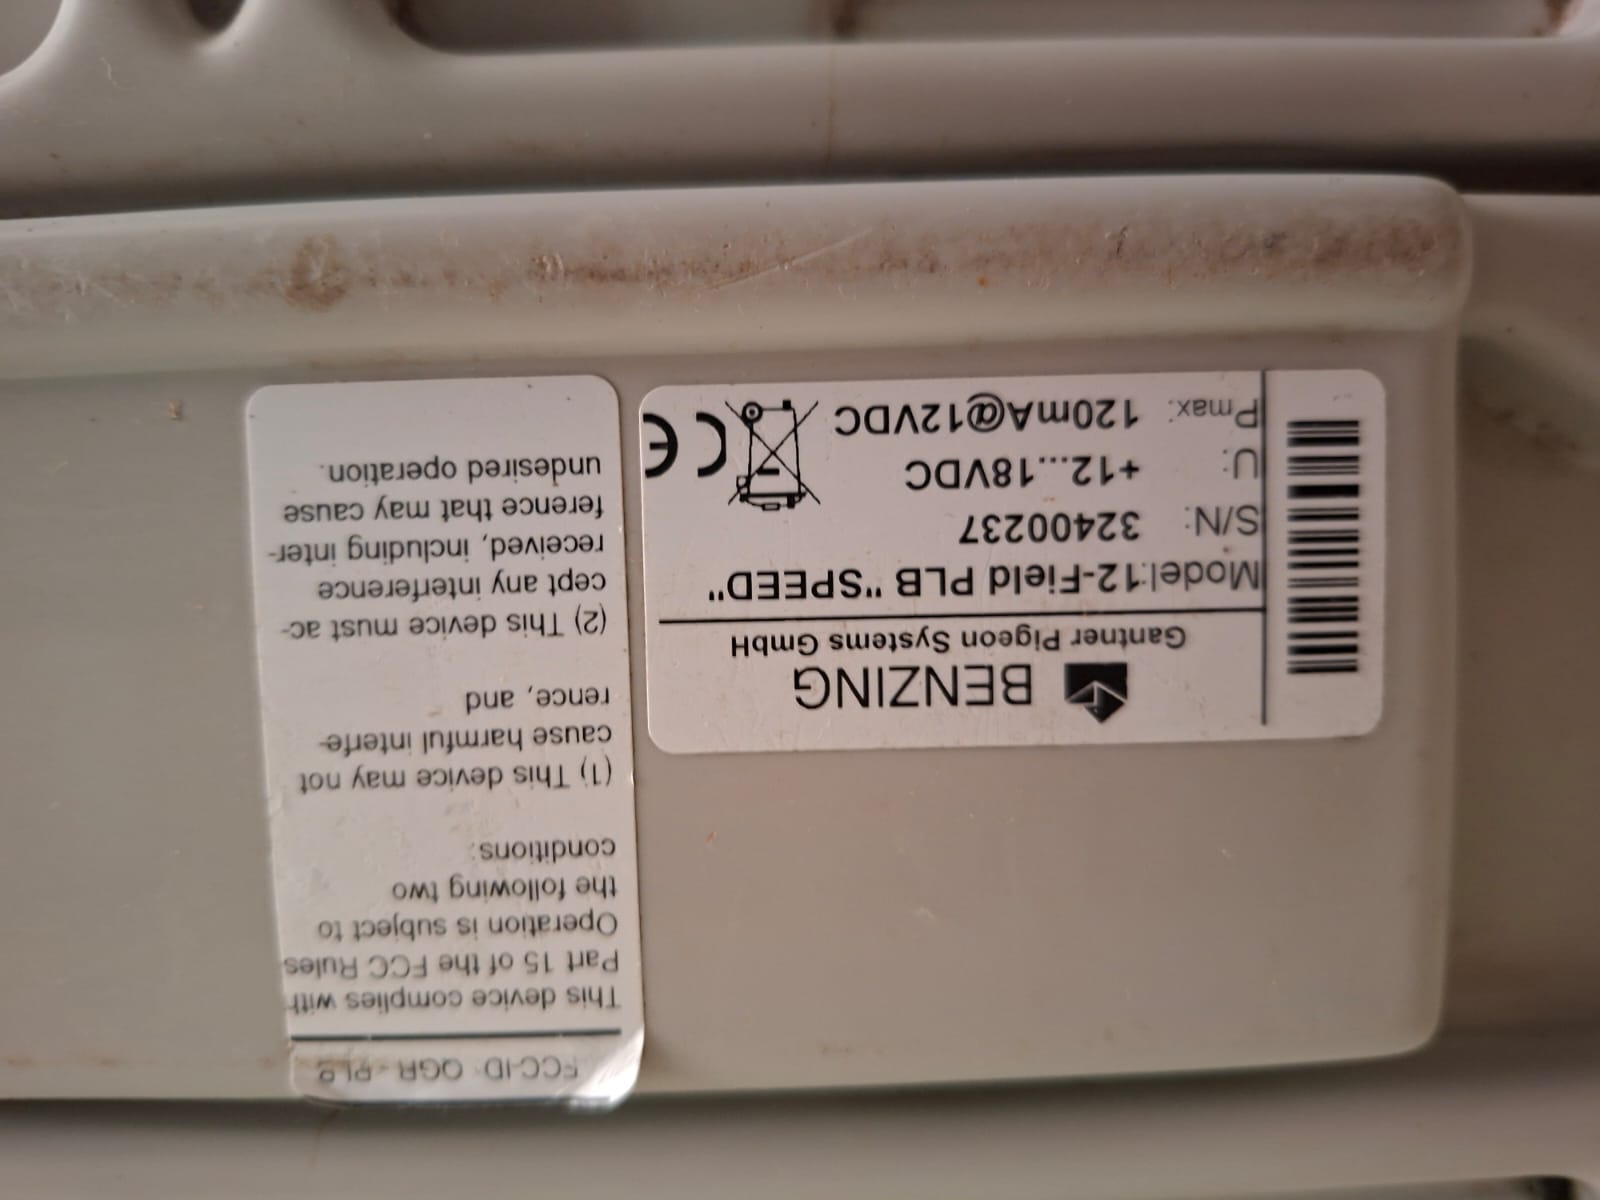 BENZING
Gantner Pigeon Systems GmbH
Model:12-Field PLB "SPEED"
S/N: 32400237
U: +12...18VDC
Pmax: 120mA@12VDC
CE
FCC-ID QGR - PLB
This device complies with
Part 15 of the FCC Rules
Operation is subject to
the following two
conditions:
(1) This device may not
cause harmful interfe-
rence, and
(2) This device must ac-
cept any interference
received, including inter-
ference that may cause
undesired operation.